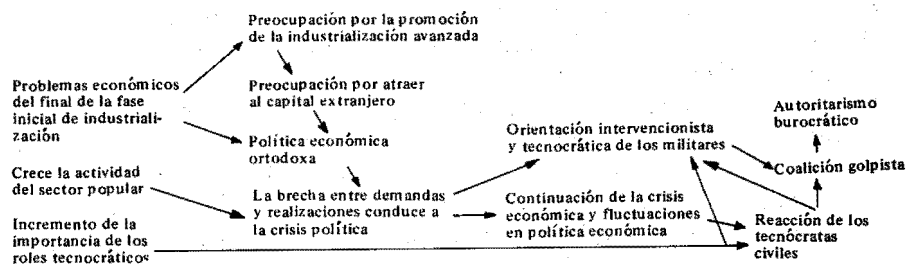 Preocupación por la promoción
de la industrialización avanzada
Problemas económicos
del final de la fase
inicial de industriali-
zación
Preocupación por atraer
al capital extranjero
Política económica
ortodoxa
Crece la actividad
del sector popular
La brecha entre demandas
y realizaciones conduce a
la crisis política
Incremento de la
importancia de los
roles tecnocráticos
Orientación intervencionista
y tecnocrática de los militares
Continuación de la crisis
económica y fluctuaciones
en política económica
Autoritarismo
burocrático
Coalición golpista
Reacción de los
tecnócratas
civiles